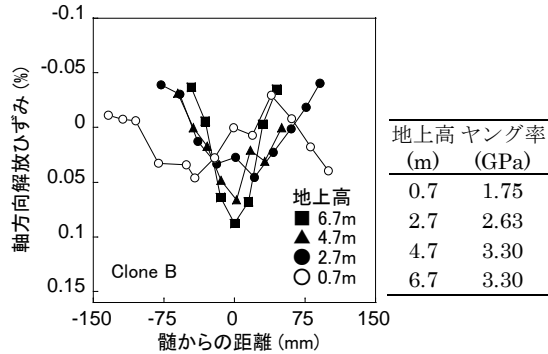 -0.1
-0.05
0
0.05
0.1
0.15
軸方向解放ひずみ (%)
地上高
6.7m
4.7m
2.7m
0.7m
Clone B
-150
-75
0
75
150
髄からの距離 (mm)
地上高 ヤング率
(m) (GPa)
0.7 1.75
2.7 2.63
4.7 3.30
6.7 3.30